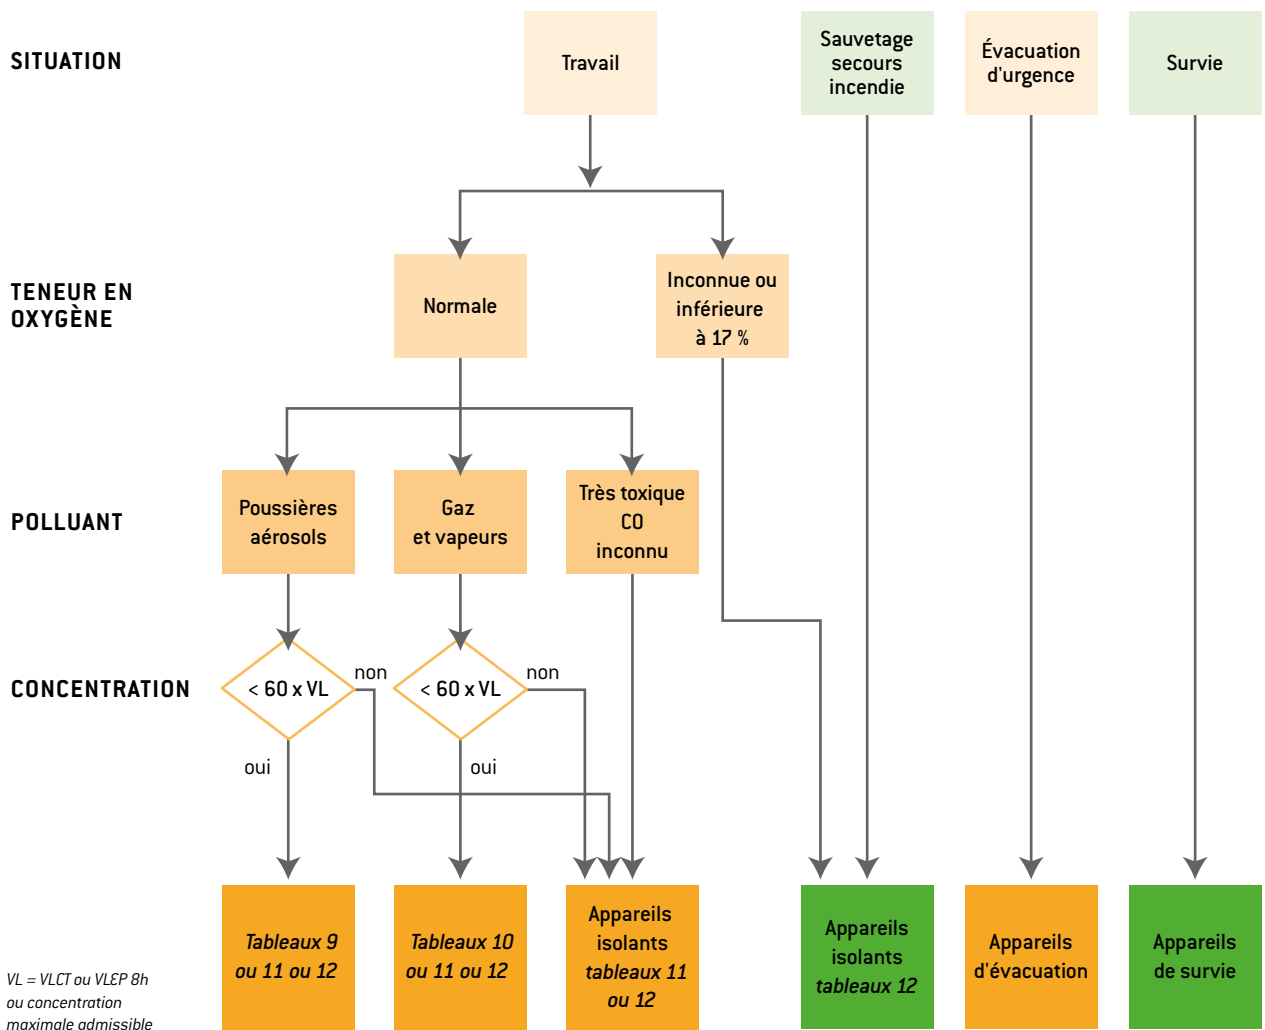 SITUATION
Travail
Sauvetage
secours
incendie
Évacuation
d'urgence
Survie
TENEUR EN
OXYGÈNE
Normale
Inconnue ou
inférieure
à 17 %
POLLUANT
Poussières
aérosols
Gaz
et vapeurs
Très toxique
CO
inconnu
CONCENTRATION
< 60 x VL
non
< 60 x VL
non
oui
oui
Tableaux 9
ou 11 ou 12
Tableaux 10
ou 11 ou 12
Appareils
isolants
tableaux 11
ou 12
Appareils
isolants
tableaux 12
Appareils
d'évacuation
Appareils
de survie
VL = VLCT ou VLEP 8h
ou concentration
maximale admissible